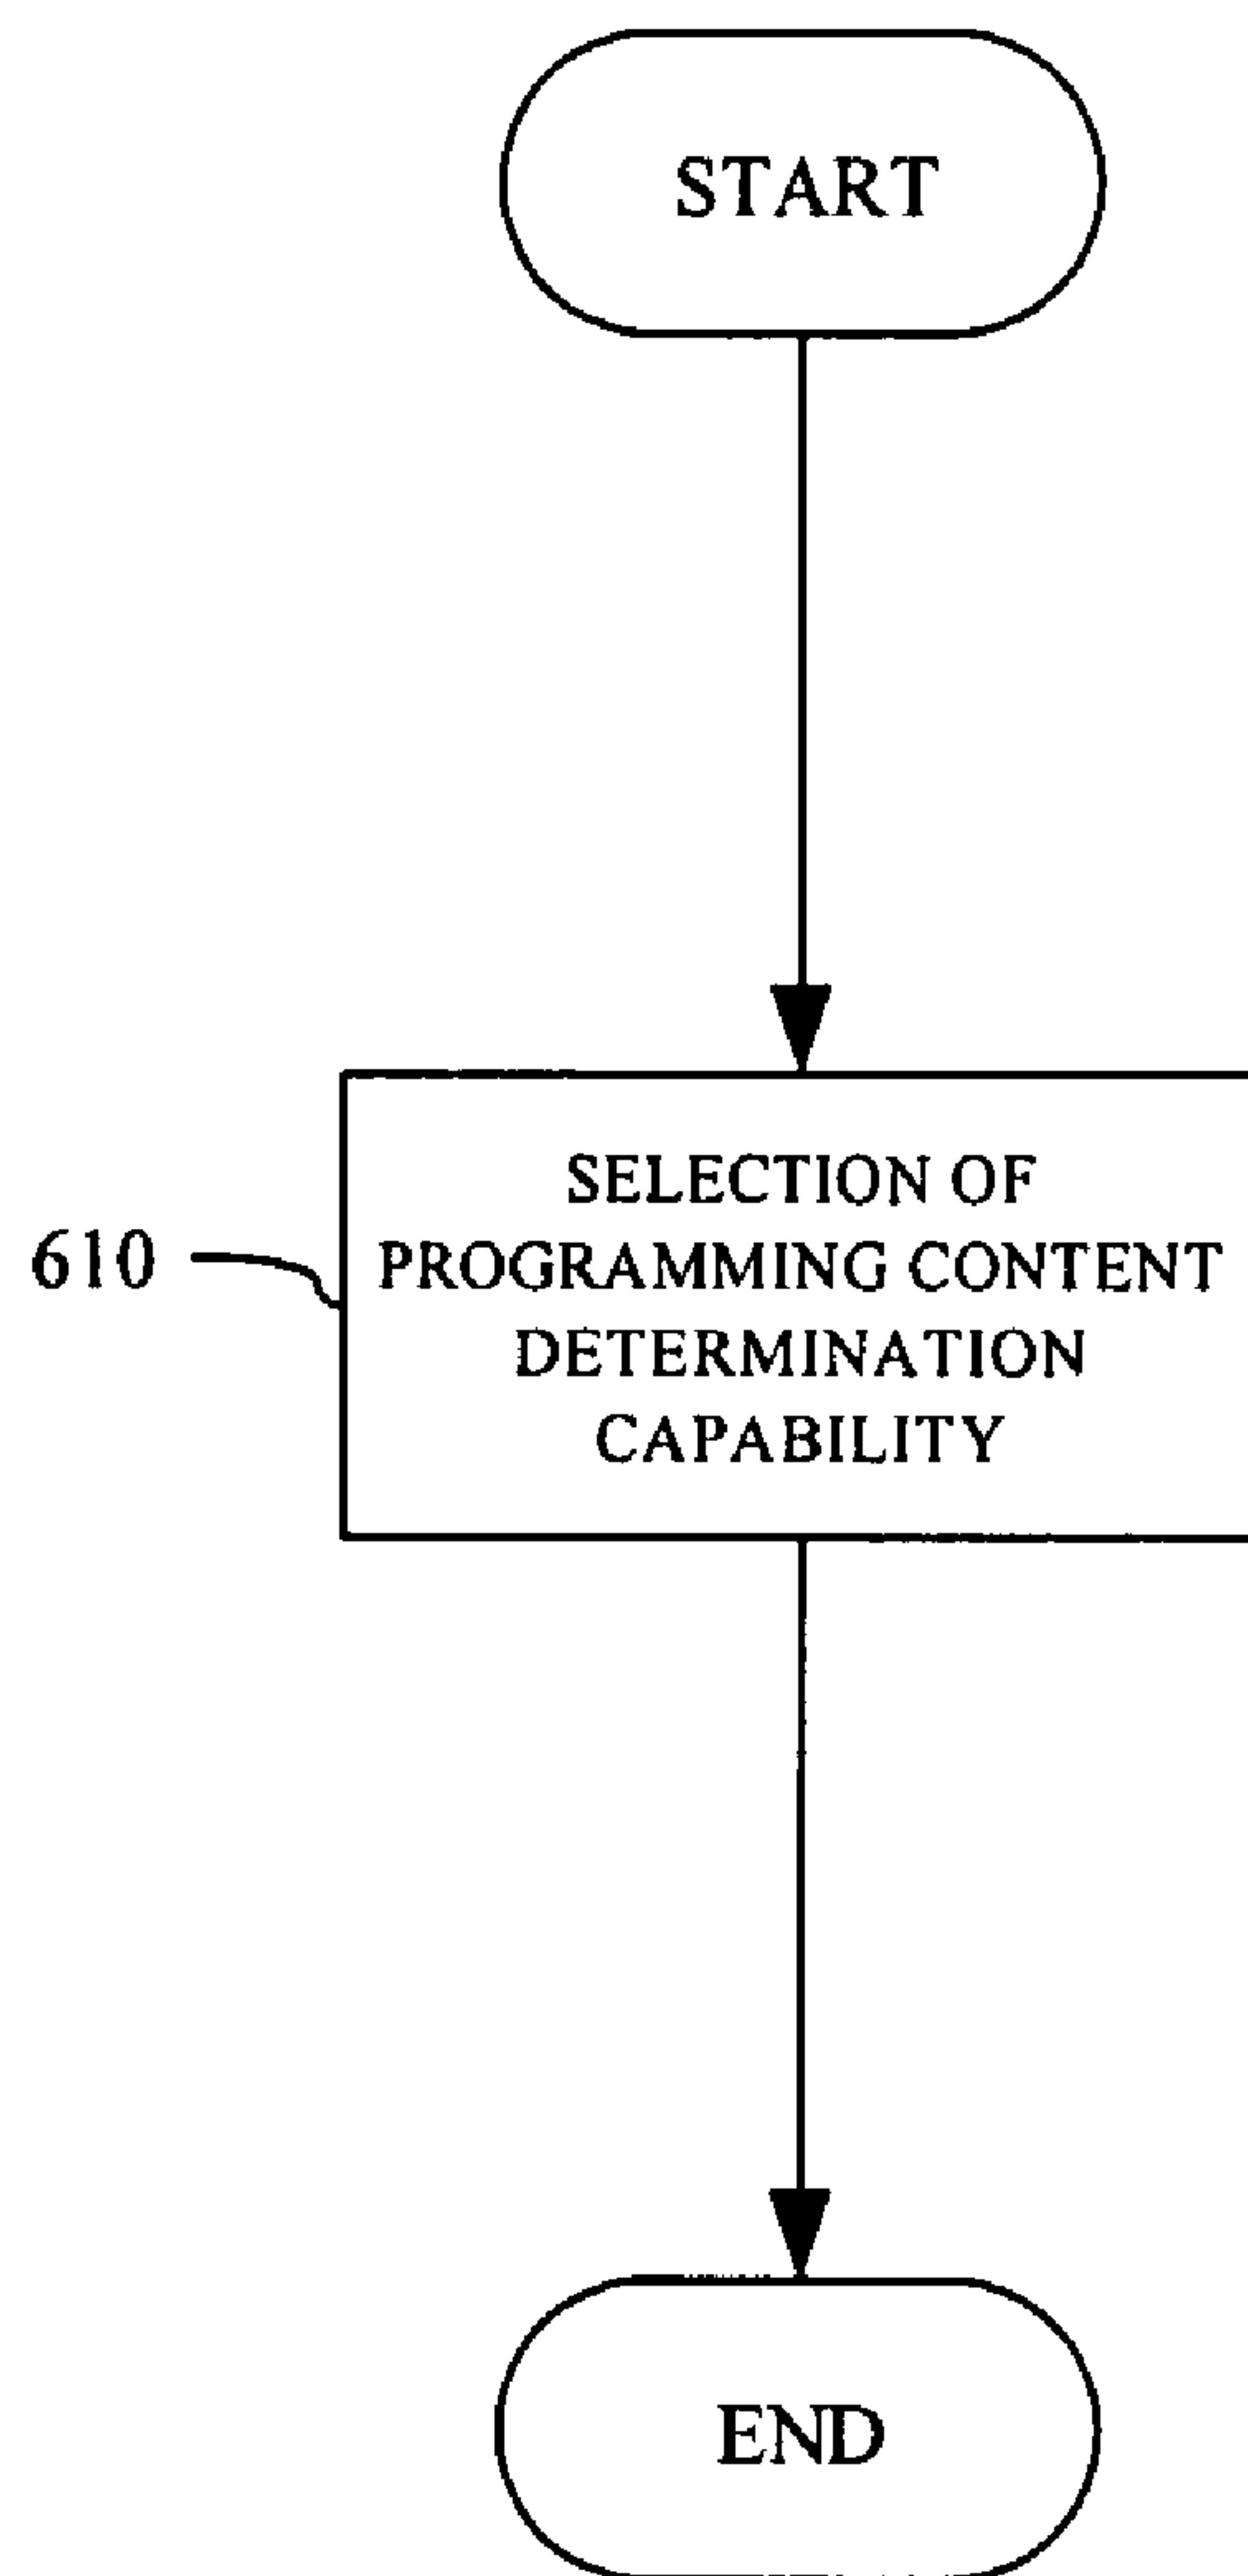 START
SELECTION OF
610 PROGRAMMING CONTENT
DETERMINATION
CAPABILITY
END